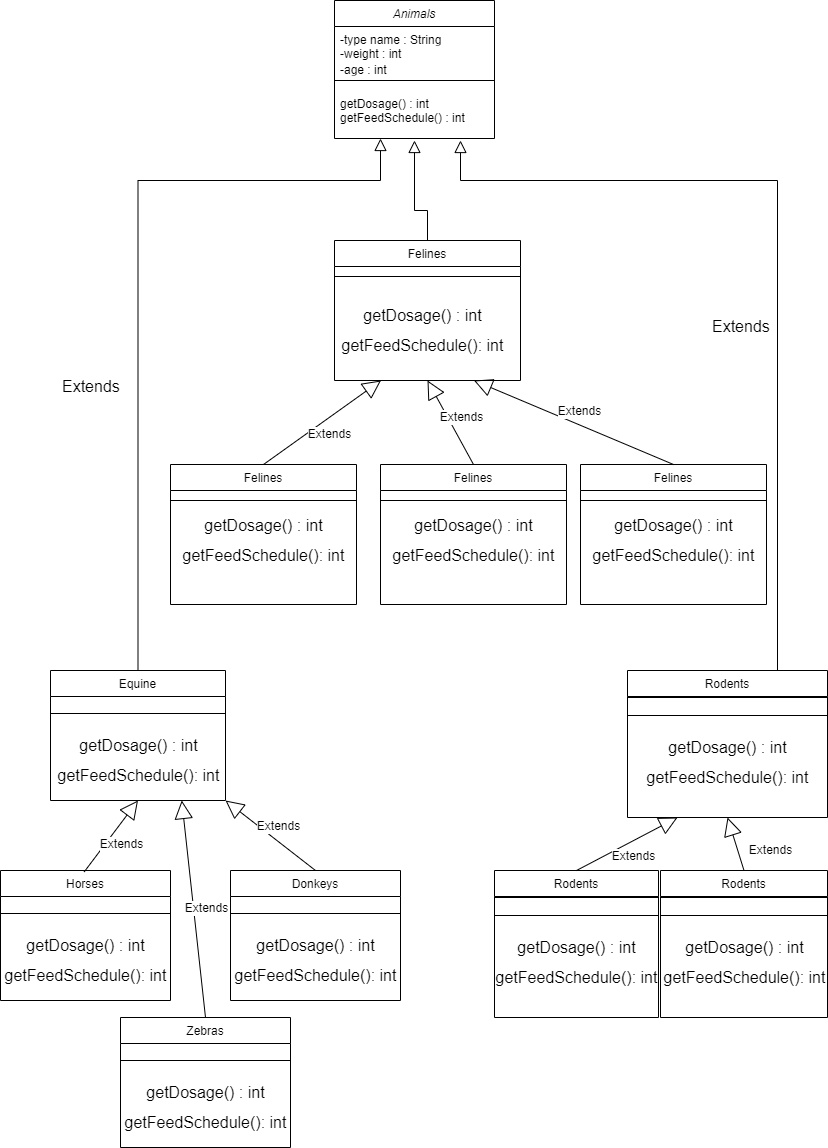 Animals
-type name : String
-weight : int
-age : int
getDosage() : int
getFeedSchedule() : int
Felines
getDosage() : int
getFeedSchedule(): int
Extends
Extends
Extends
Extends
Extends
Felines
getDosage() : int
getFeedSchedule(): int
Felines
getDosage() : int
getFeedSchedule(): int
Felines
getDosage() : int
getFeedSchedule(): int
Equine
getDosage() : int
getFeedSchedule(): int
Rodents
getDosage() : int
getFeedSchedule(): int
Extends
Extends
Extends
Extends
Extends
Horses
getDosage() : int
getFeedSchedule(): int
Donkeys
getDosage() : int
getFeedSchedule(): int
Rodents
getDosage() : int
getFeedSchedule(): int
Rodents
getDosage() : int
getFeedSchedule(): int
Zebras
getDosage() : int
getFeedSchedule(): int